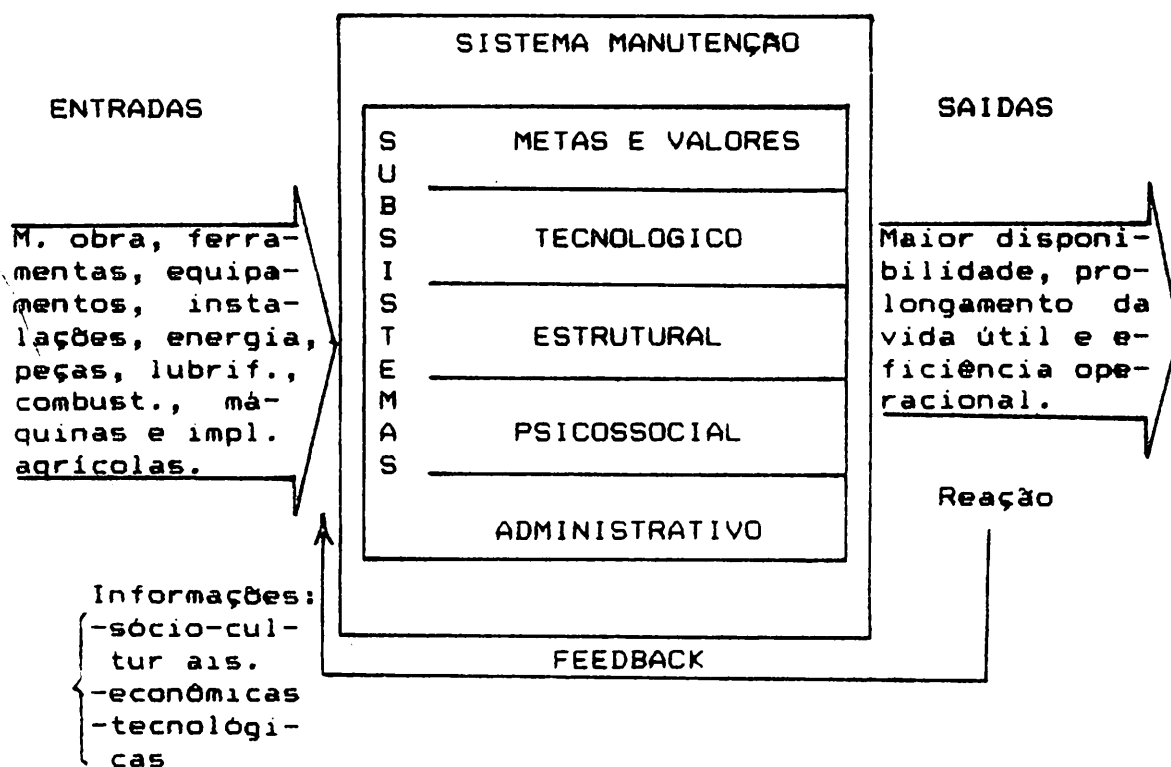 SISTEMA MANUTENÇÃO
ENTRADAS
M. obra, ferra-
mentas, equipa-
mentos, insta-
lações, energia,
peças, lubrif.,
combust., má-
quinas e impl.
agrícolas.
SUBSISTEMAS
METAS E VALORES
TECNOLOGICO
ESTRUTURAL
PSICOSSOCIAL
ADMINISTRATIVO
SAIDAS
Maior disponi-
bilidade, pro-
longamento da
vida útil e e-
ficiência ope-
racional.
Reação
FEEDBACK
Informações:
-sócio-cul-
tur ais.
-econômicas
-tecnológi-
cas